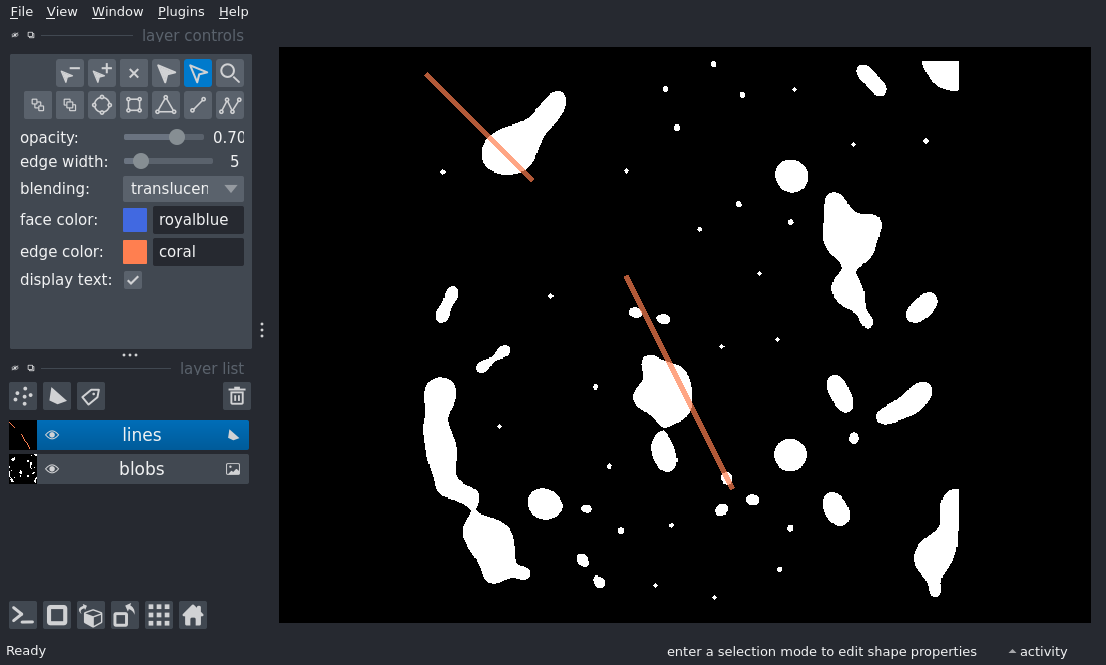 File View Window Plugins Help
layer controls
opacity: 0.70
edge width: 5
blending: translucen
face color: royalblue
edge color: coral
display text:
layer list
lines
blobs
Ready enter a selection mode to edit shape properties activity